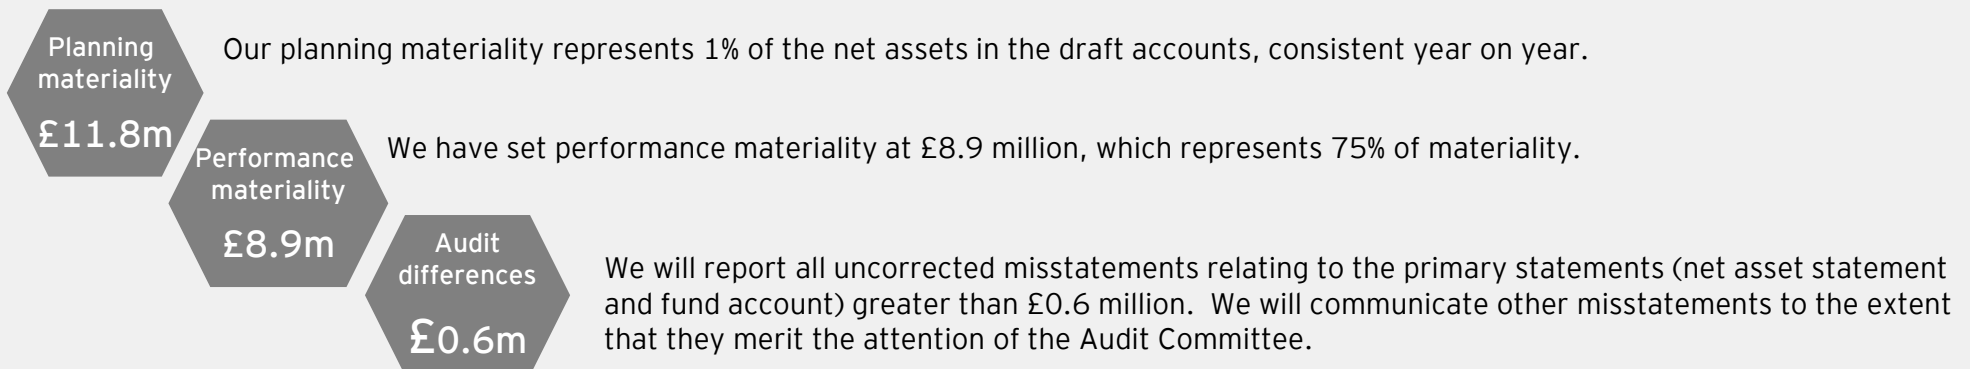 Planning
materiality
£11.8m
Our planning materiality represents 1% of the net assets in the draft accounts, consistent year on year.
Performance
materiality
£8.9m
We have set performance materiality at £8.9 million, which represents 75% of materiality.
Audit
differences
£0.6m
We will report all uncorrected misstatements relating to the primary statements (net asset statement
and fund account) greater than £0.6 million.  We will communicate other misstatements to the extent
that they merit the attention of the Audit Committee.